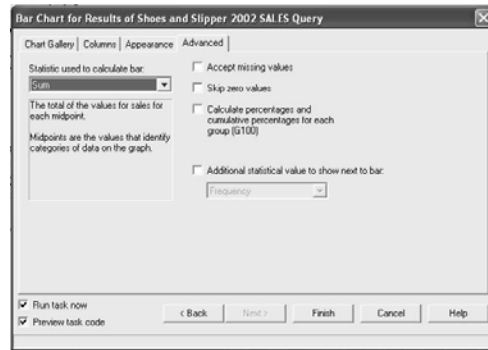 Bar Chart for Results of Shoes and Slipper 2002 SALES Query
Chart Gallery Columns Appearance Advanced
Statistic used to calculate bar:
Sum
The total of the values for sales for
each midpoint.
Midpoints are the values that identify
categories of data on the graph.
Accept missing values
Skip zero values
Calculate percentages and
cumulative percentages for each
group (G100)
Additional statistical value to show next to bar:
Frequency
Run task now
Preview task code
< Back Next > Finish Cancel Help